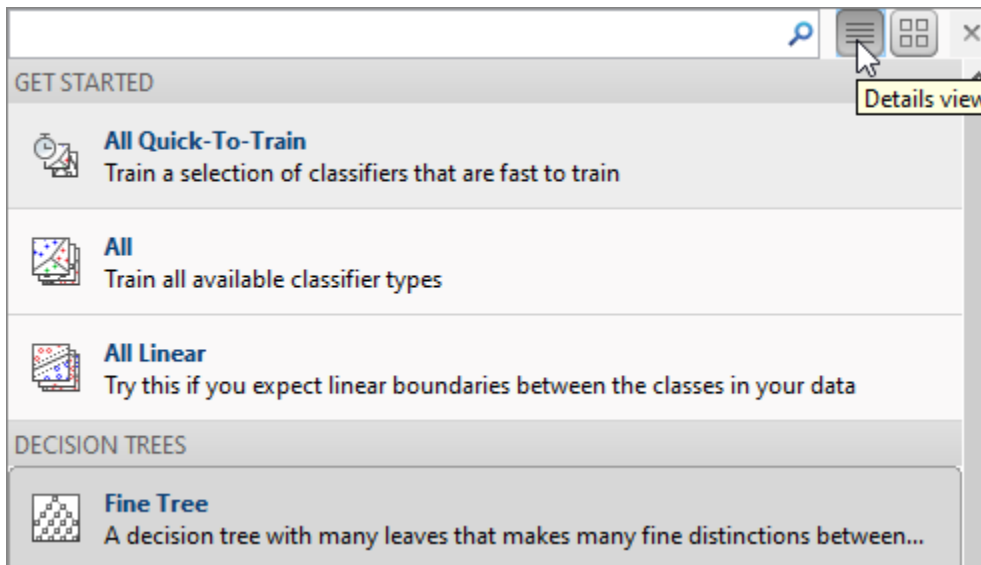 GET STARTED
Details view
All Quick-To-Train
Train a selection of classifiers that are fast to train
All
Train all available classifier types
All Linear
Try this if you expect linear boundaries between the classes in your data
DECISION TREES
Fine Tree
A decision tree with many leaves that makes many fine distinctions between...